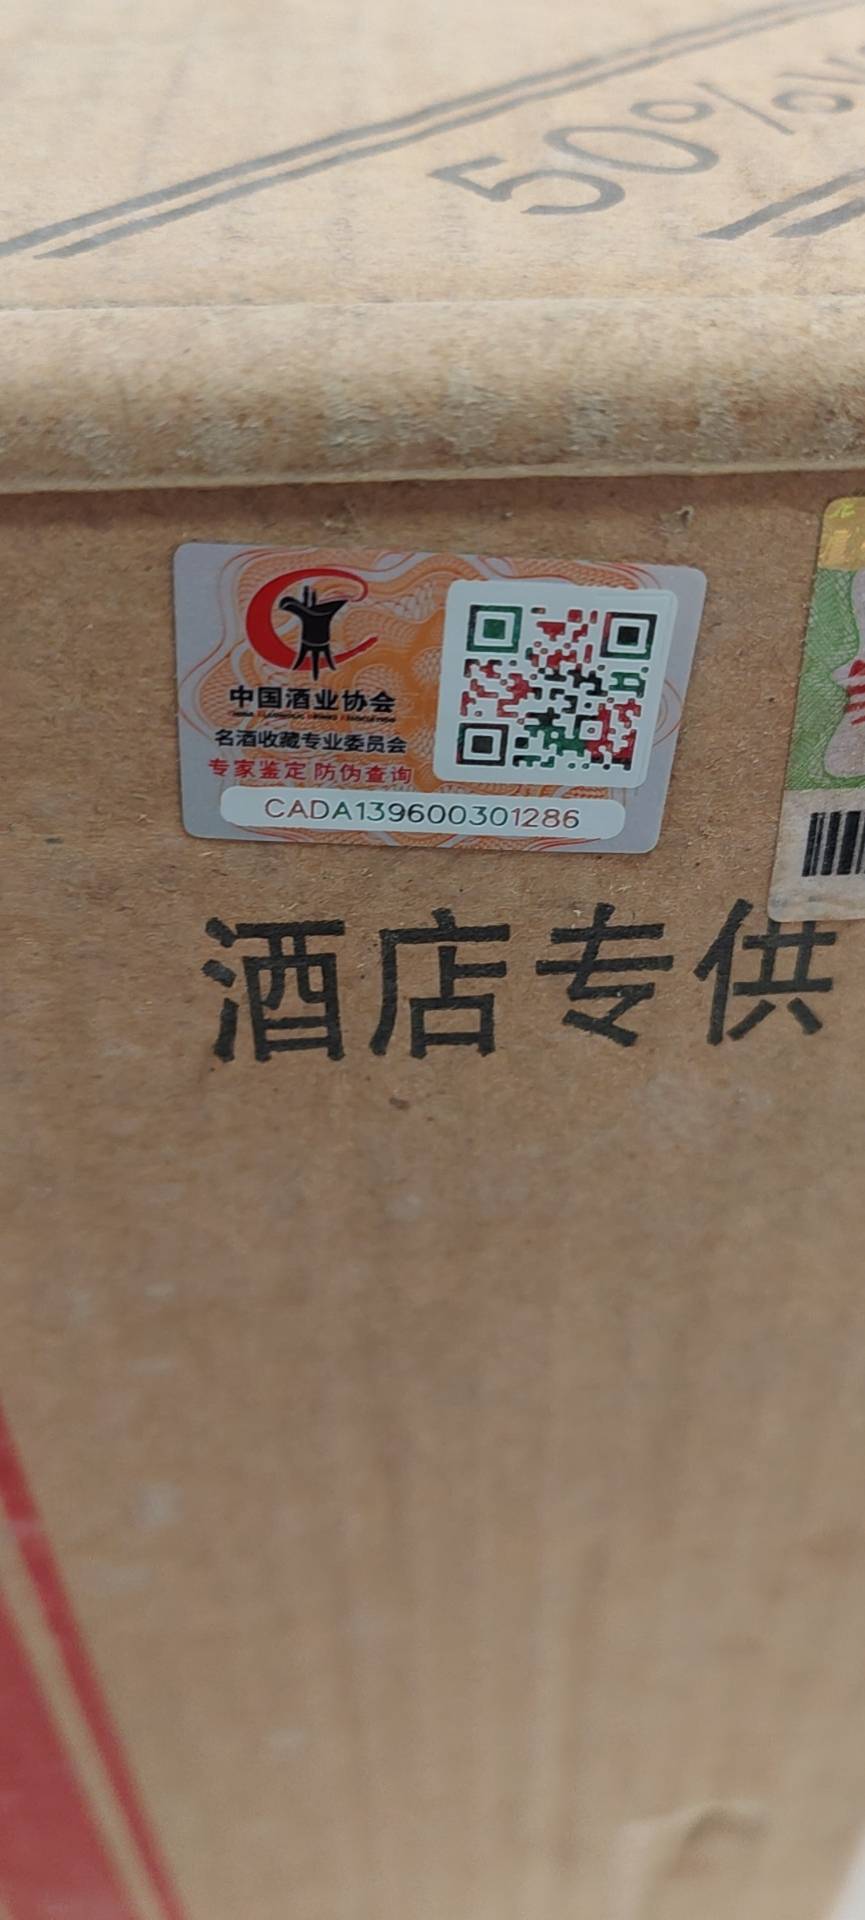 50%
中国酒业协会
名酒收藏专业委员会
专家鉴定 防伪查询
CADA139600301286
酒店专供